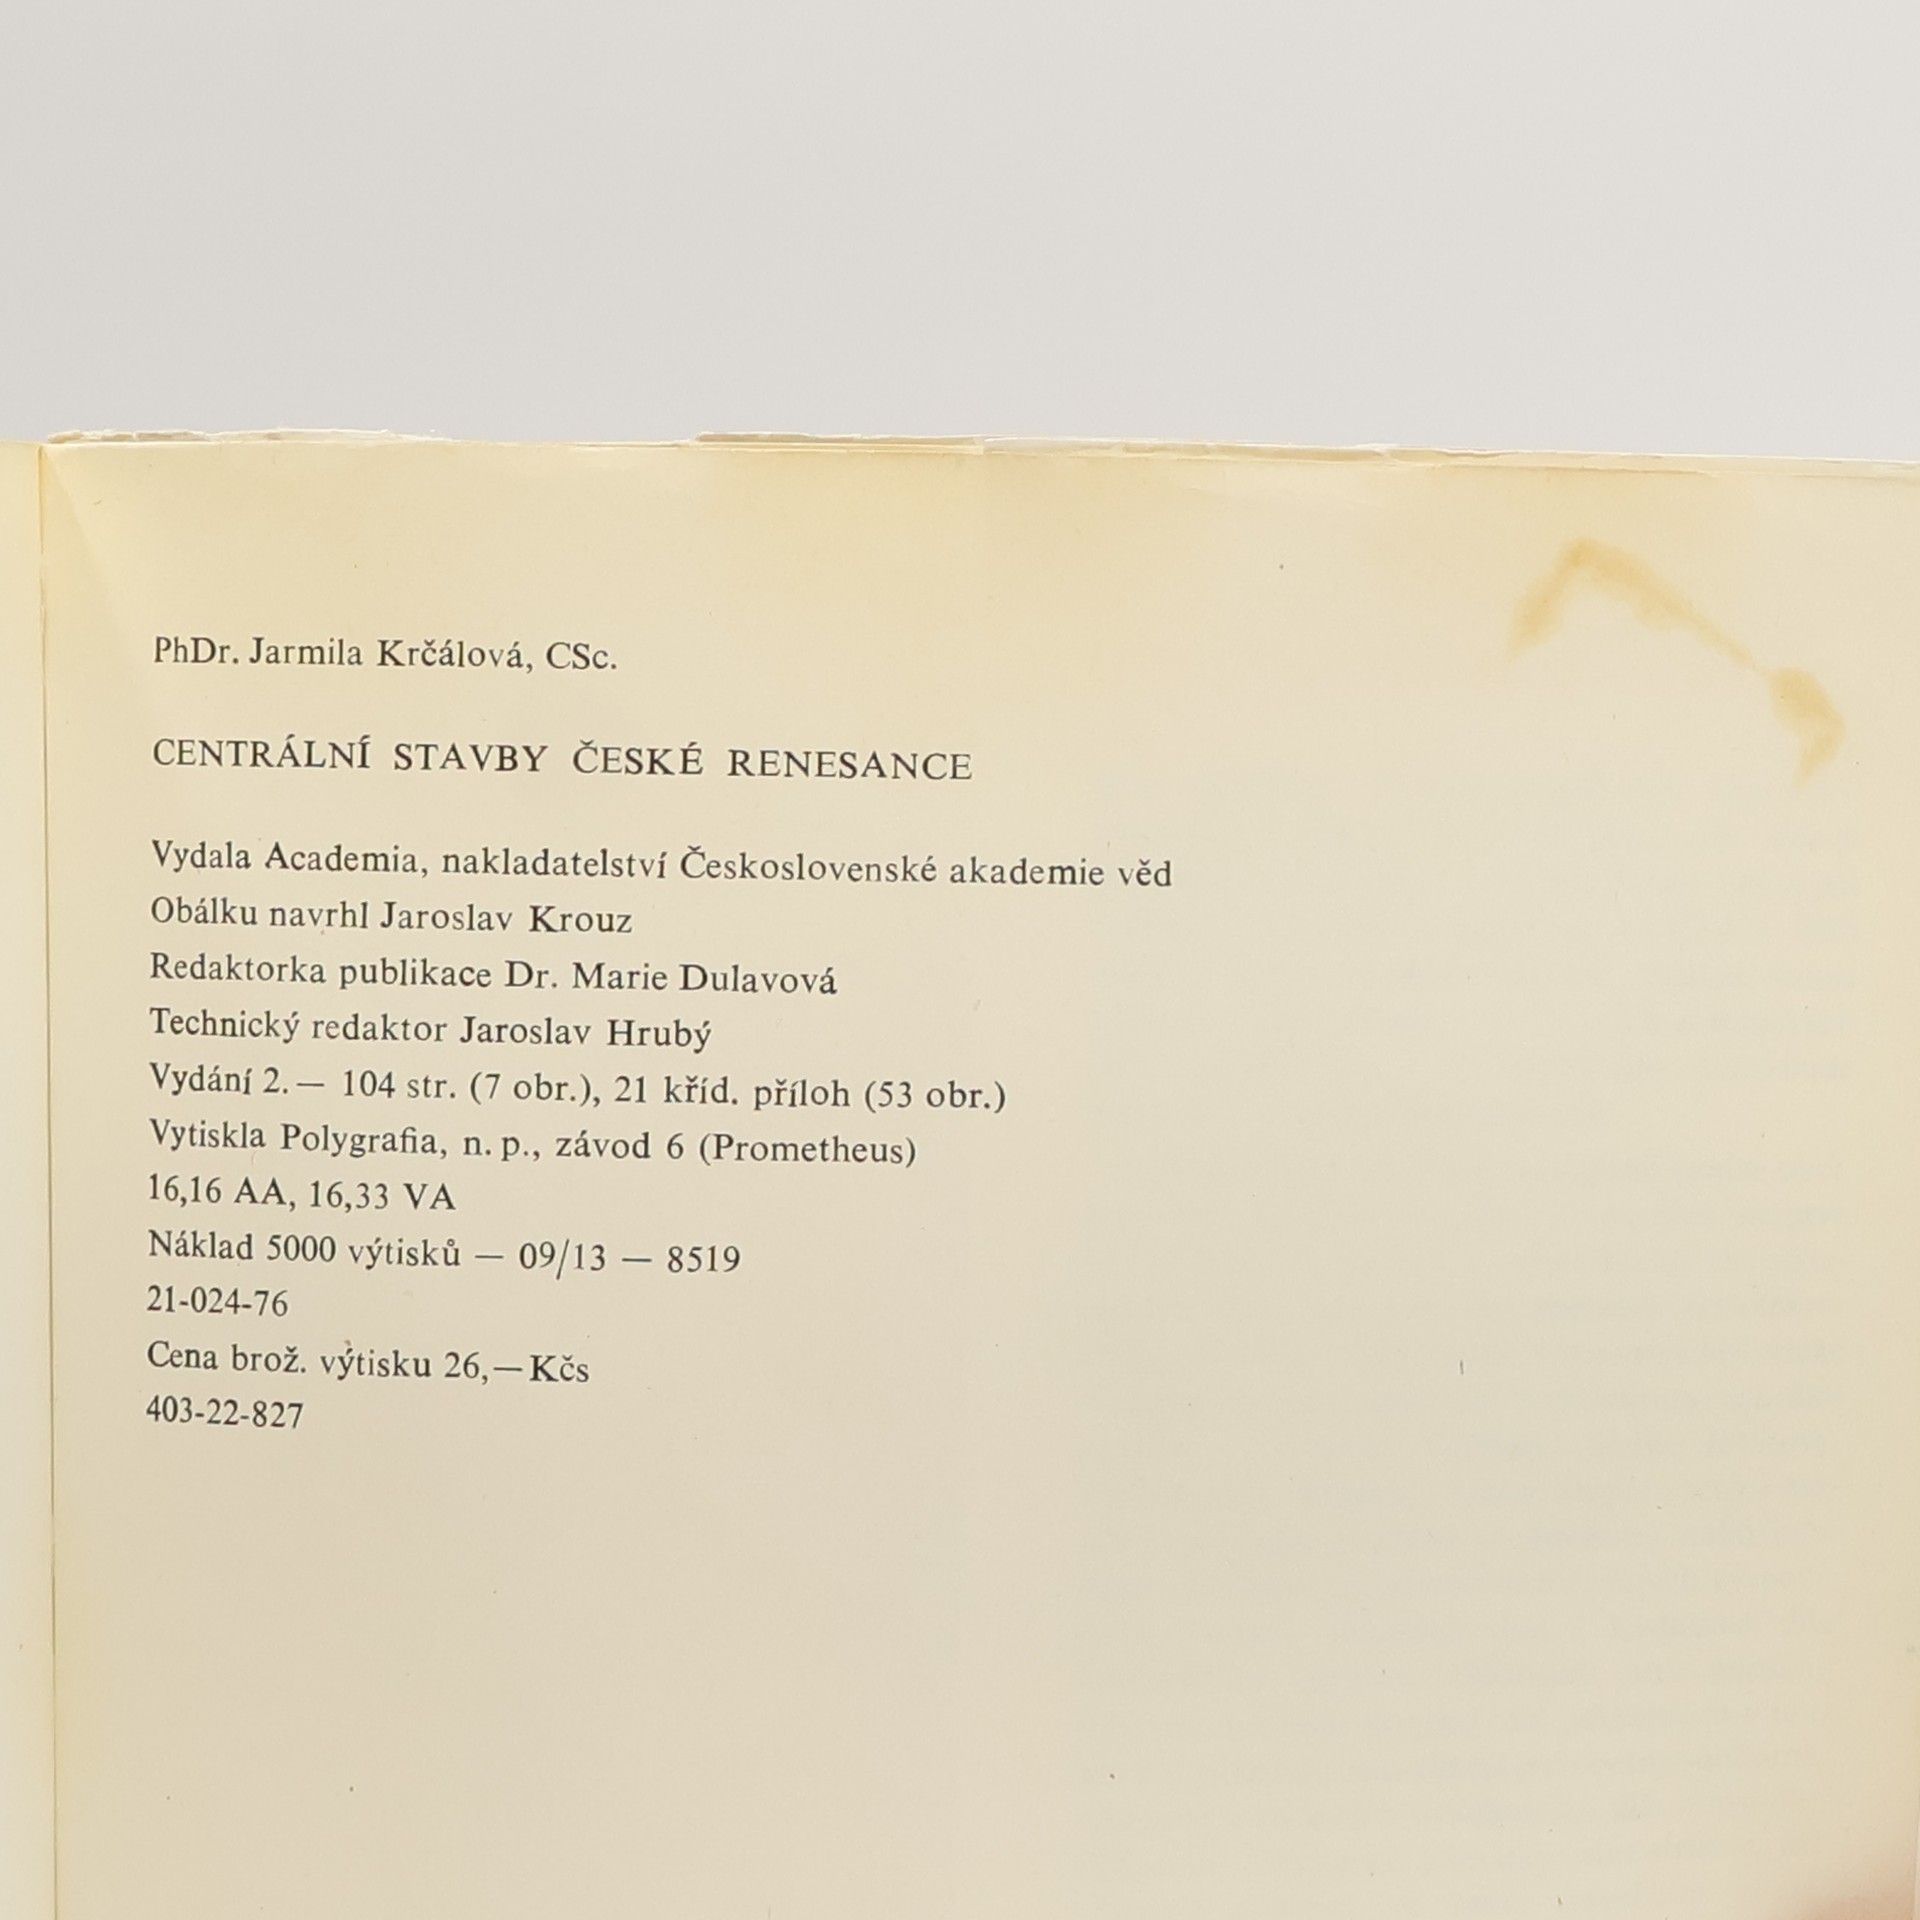 PhDr. Jarmila Krčálová, CSc.
CENTRÁLNÍ STAVBY ČESKÉ RENESANCE
Vydala Academia, nakladatelství Československé akademie věd
Obálku navrhl Jaroslav Krouz
Redaktorka publikace Dr. Marie Dulavová
Technický redaktor Jaroslav Hrubý
Vydání 2. — 104 str. (7 obr.), 21 kříd. příloh (53 obr.)
Vytiskla Polygrafia, n. p., závod 6 (Prometheus)
16,16 AA, 16,33 VA
Náklad 5000 výtisků — 09/13 — 8519
21-024-76
Cena brož. výtisku 26,— Kčs
403-22-827